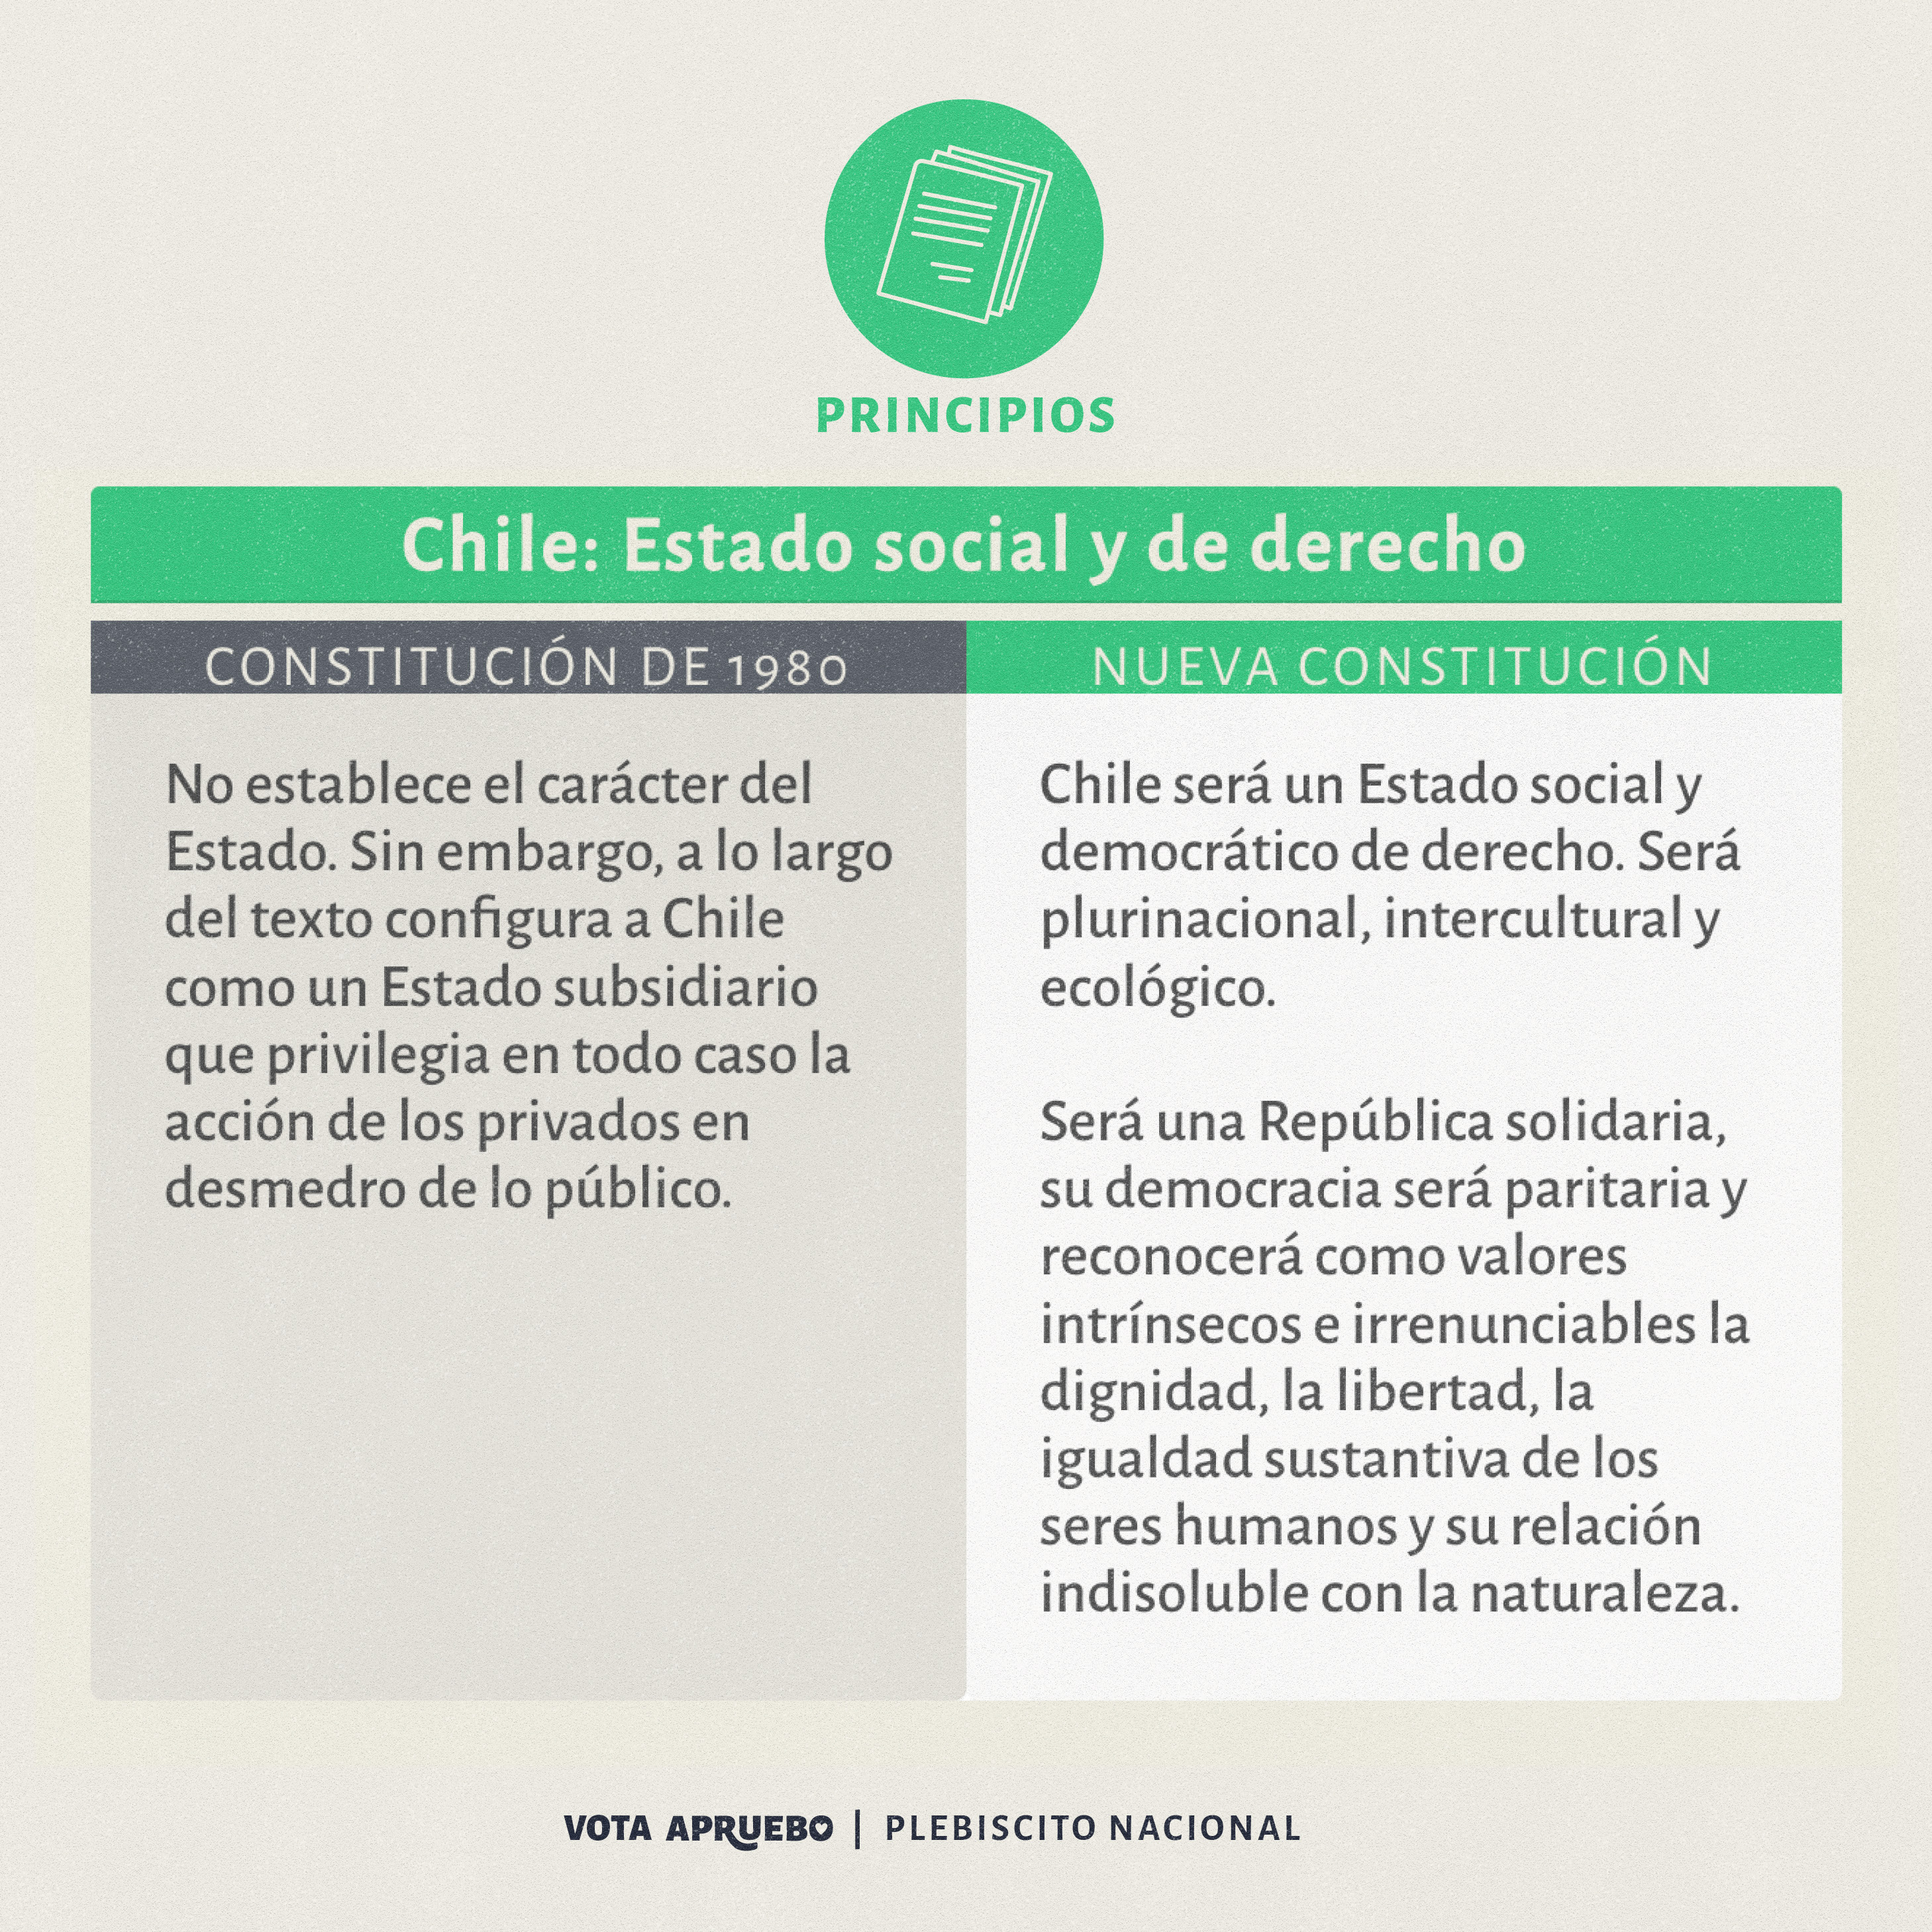 PRINCIPIOS
Chile: Estado social y de derecho
CONSTITUCIÓN DE 1980
No establece el carácter del
Estado. Sin embargo, a lo largo
del texto configura a Chile
como un Estado subsidiario
que privilegia en todo caso la
acción de los privados en
desmedro de lo público.
NUEVA CONSTITUCIÓN
Chile será un Estado social y
democrático de derecho. Será
plurinacional, intercultural y
ecológico.
Será una República solidaria,
su democracia será paritaria y
reconocerá como valores
intrínsecos e irrenunciables la
dignidad, la libertad, la
igualdad sustantiva de los
seres humanos y su relación
indisoluble con la naturaleza.
VOTA APRUEBO | PLEBISCITO NACIONAL